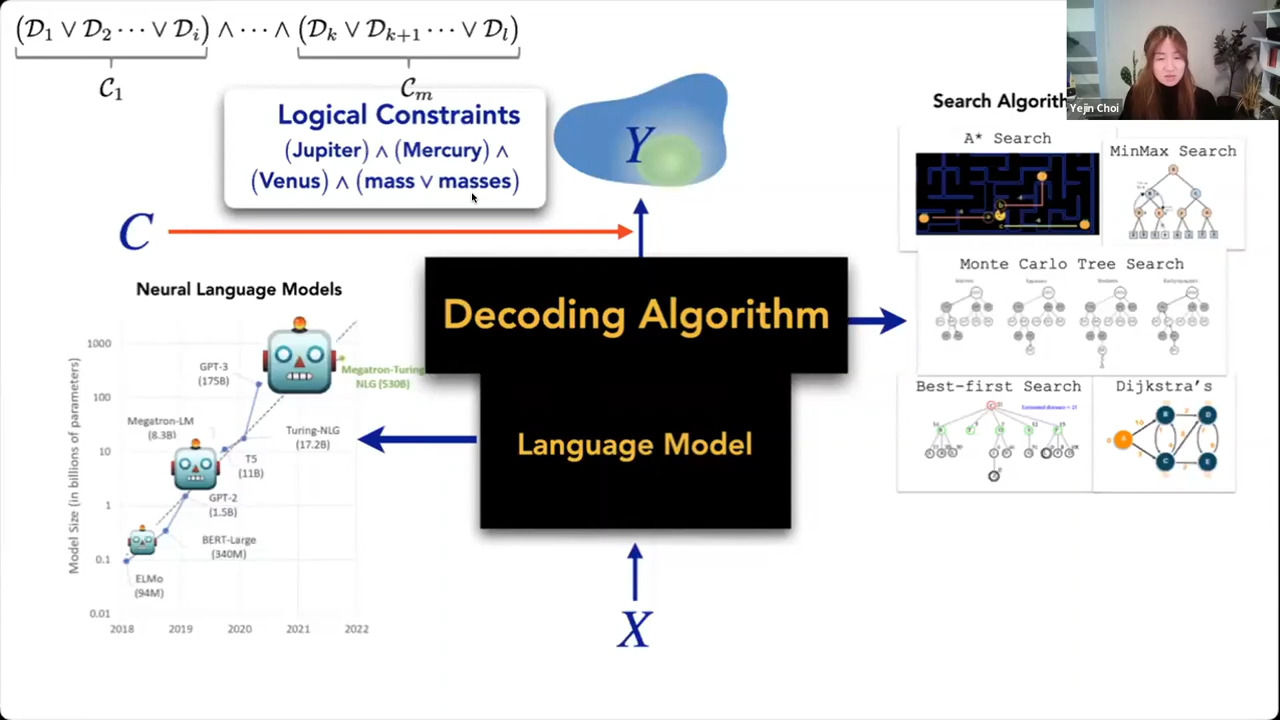 (𝒟₁ ∨ 𝒟₂ ⋯ ∨ 𝒟ᵢ) ∧ ⋯ ∧ (𝒟ₖ ∨ 𝒟ₖ₊₁ ⋯ ∨ 𝒟ₗ)
𝒞₁
𝒞ₘ
Logical Constraints
(Jupiter) ∧ (Mercury) ∧
(Venus) ∧ (mass ∨ masses)
Y
C
Decoding Algorithm
Language Model
X
Neural Language Models
Model Size (in billions of parameters)
1000
100
10
1
0.1
0.01
2018
2019
2020
2021
2022
GPT-3
(175B)
Megatron-Turing
NLG (530B)
Megatron-LM
(8.3B)
Turing-NLG
(17.2B)
T5
(11B)
GPT-2
(1.5B)
BERT-Large
(340M)
ELMo
(94M)
Yejin Choi
Search Algorith
A* Search
MinMax Search
Monte Carlo Tree Search
Best-first Search
Dijkstra's
A
B
C
D
E